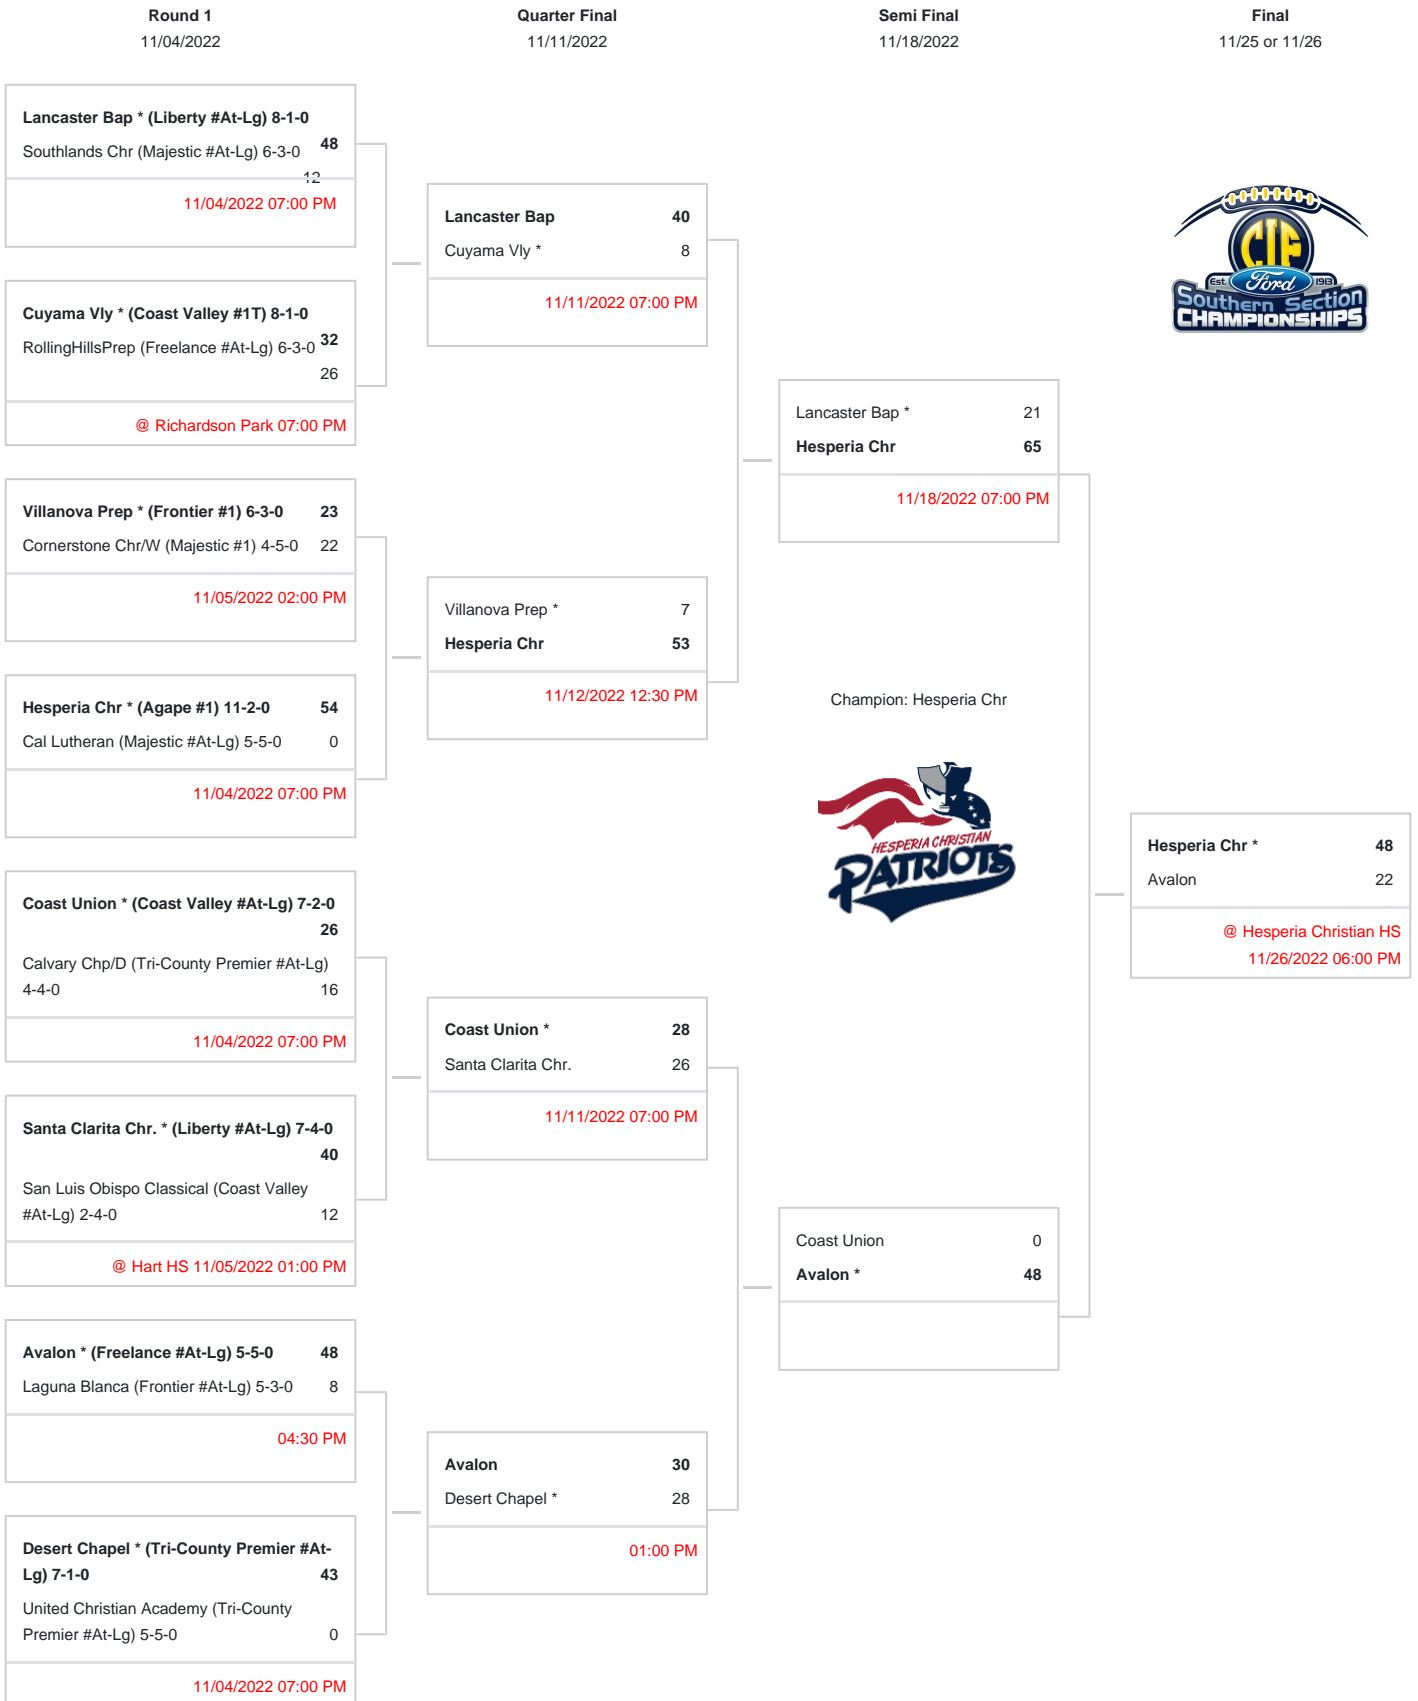 Round 1
11/04/2022
Quarter Final
11/11/2022
Semi Final
11/18/2022
Final
11/25 or 11/26
Lancaster Bap * (Liberty #At-Lg) 8-1-0
48
Southlands Chr (Majestic #At-Lg) 6-3-0
12
11/04/2022 07:00 PM
Cuyama Vly * (Coast Valley #1T) 8-1-0
32
RollingHillsPrep (Freelance #At-Lg) 6-3-0
26
@ Richardson Park 07:00 PM
Villanova Prep * (Frontier #1) 6-3-0 23
Cornerstone Chr/W (Majestic #1) 4-5-0 22
11/05/2022 02:00 PM
Hesperia Chr * (Agape #1) 11-2-0 54
Cal Lutheran (Majestic #At-Lg) 5-5-0 0
11/04/2022 07:00 PM
Coast Union * (Coast Valley #At-Lg) 7-2-0
26
Calvary Chp/D (Tri-County Premier #At-Lg)
4-4-0 16
11/04/2022 07:00 PM
Santa Clarita Chr. * (Liberty #At-Lg) 7-4-0
40
San Luis Obispo Classical (Coast Valley
#At-Lg) 2-4-0 12
@ Hart HS 11/05/2022 01:00 PM
Avalon * (Freelance #At-Lg) 5-5-0 48
Laguna Blanca (Frontier #At-Lg) 5-3-0 8
04:30 PM
Desert Chapel * (Tri-County Premier #At-
Lg) 7-1-0 43
United Christian Academy (Tri-County
Premier #At-Lg) 5-5-0 0
11/04/2022 07:00 PM
Lancaster Bap 40
Cuyama Vly * 8
11/11/2022 07:00 PM
Villanova Prep * 7
Hesperia Chr 53
11/12/2022 12:30 PM
Coast Union * 28
Santa Clarita Chr. 26
11/11/2022 07:00 PM
Avalon 30
Desert Chapel * 28
01:00 PM
Lancaster Bap * 21
Hesperia Chr 65
11/18/2022 07:00 PM
Champion: Hesperia Chr
HESPERIA CHRISTIAN
PATRIOTS
Coast Union 0
Avalon * 48
CIF
Est. Ford 1913
Southern Section
CHAMPIONSHIPS
Hesperia Chr * 48
Avalon 22
@ Hesperia Christian HS
11/26/2022 06:00 PM